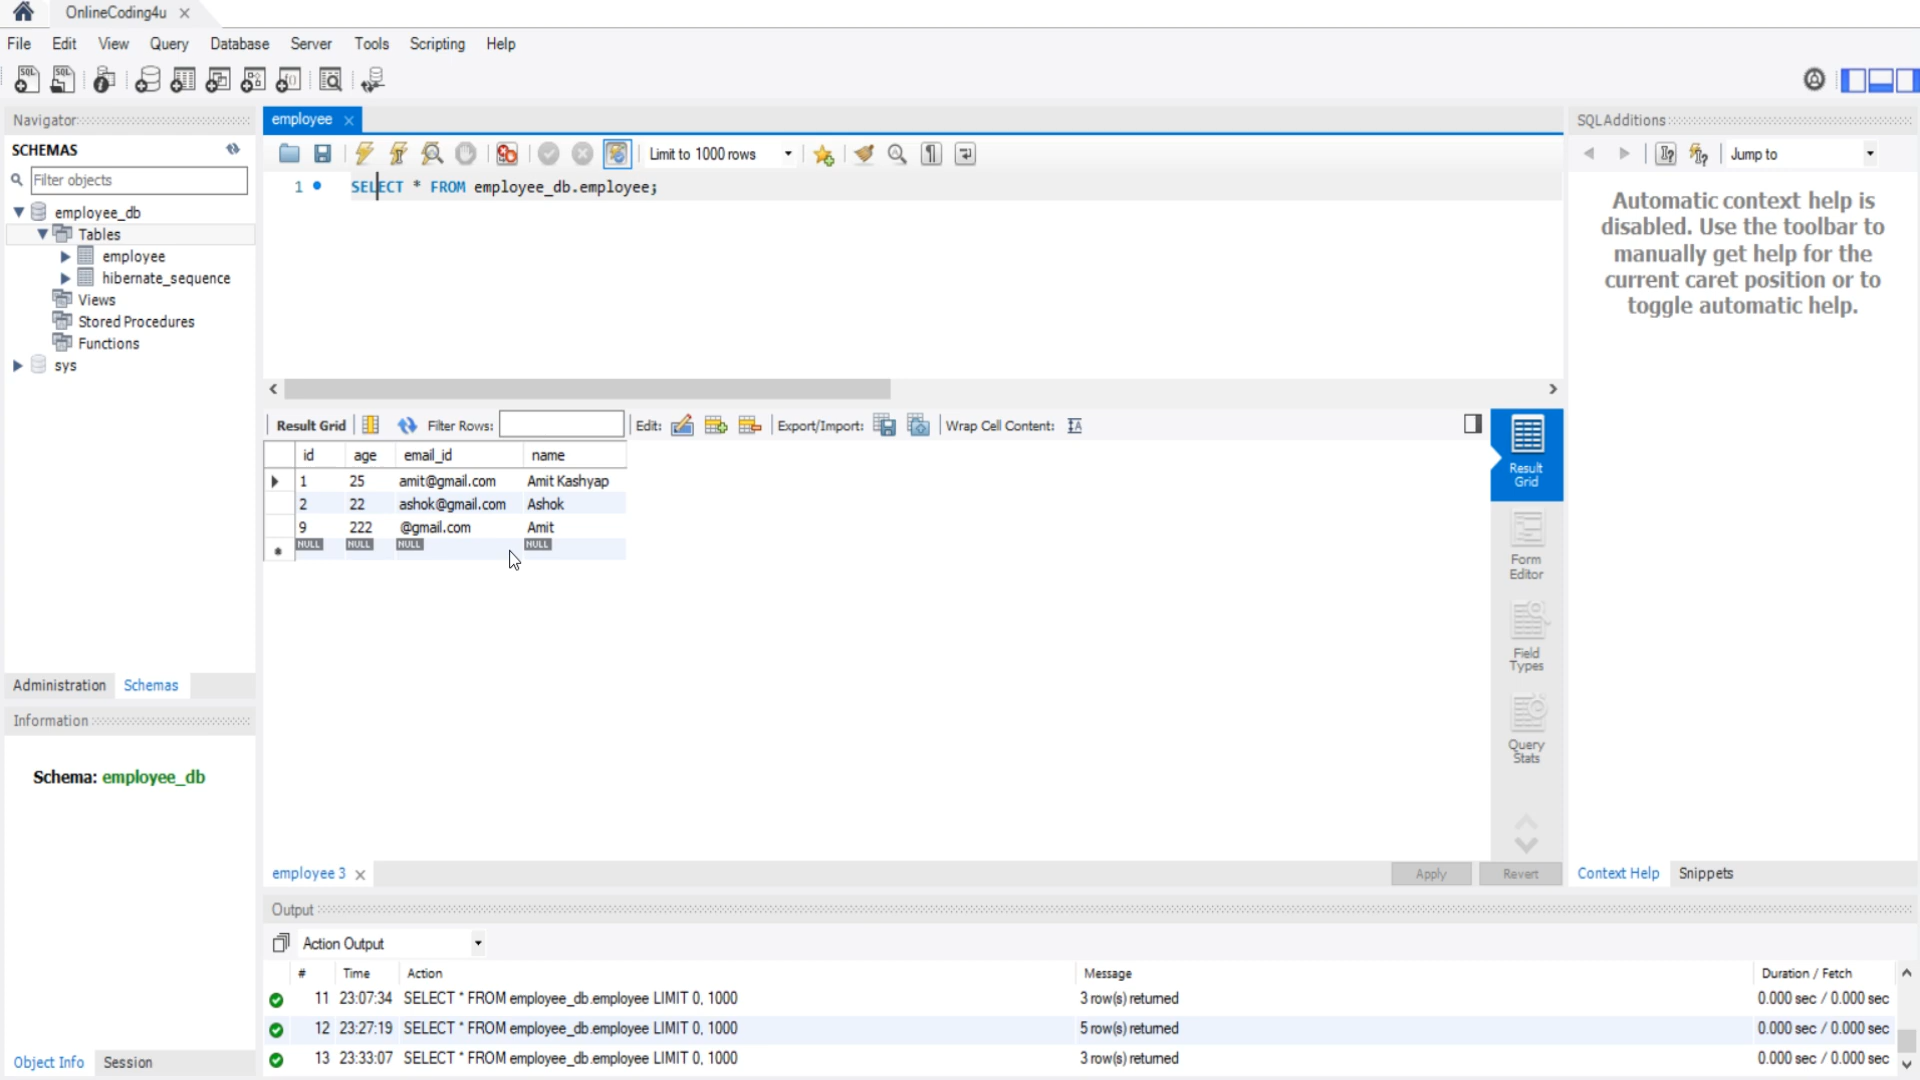 OnlineCoding4u
File Edit View Query Database Server Tools Scripting Help
Navigator
SCHEMAS
Filter objects
employee_db
Tables
employee
hibernate_sequence
Views
Stored Procedures
Functions
sys
Administration Schemas
Information
Schema: employee_db
Object Info Session
employee
Limit to 1000 rows
1 SELECT * FROM employee_db.employee;
Result Grid Filter Rows: Edit: Export/Import: Wrap Cell Content:
id age email_id name
1 25 amit@gmail.com Amit Kashyap
2 22 ashok@gmail.com Ashok
9 222 @gmail.com Amit
NULL NULL NULL NULL
Result
Grid
Form
Editor
Field
Types
Query
Stats
employee 3
Apply Revert
SQLAdditions
Jump to
Automatic context help is
disabled. Use the toolbar to
manually get help for the
current caret position or to
toggle automatic help.
Context Help Snippets
Output
Action Output
# Time Action Message Duration / Fetch
11 23:07:34 SELECT * FROM employee_db.employee LIMIT 0, 1000 3 row(s) returned 0.000 sec / 0.000 sec
12 23:27:19 SELECT * FROM employee_db.employee LIMIT 0, 1000 5 row(s) returned 0.000 sec / 0.000 sec
13 23:33:07 SELECT * FROM employee_db.employee LIMIT 0, 1000 3 row(s) returned 0.000 sec / 0.000 sec